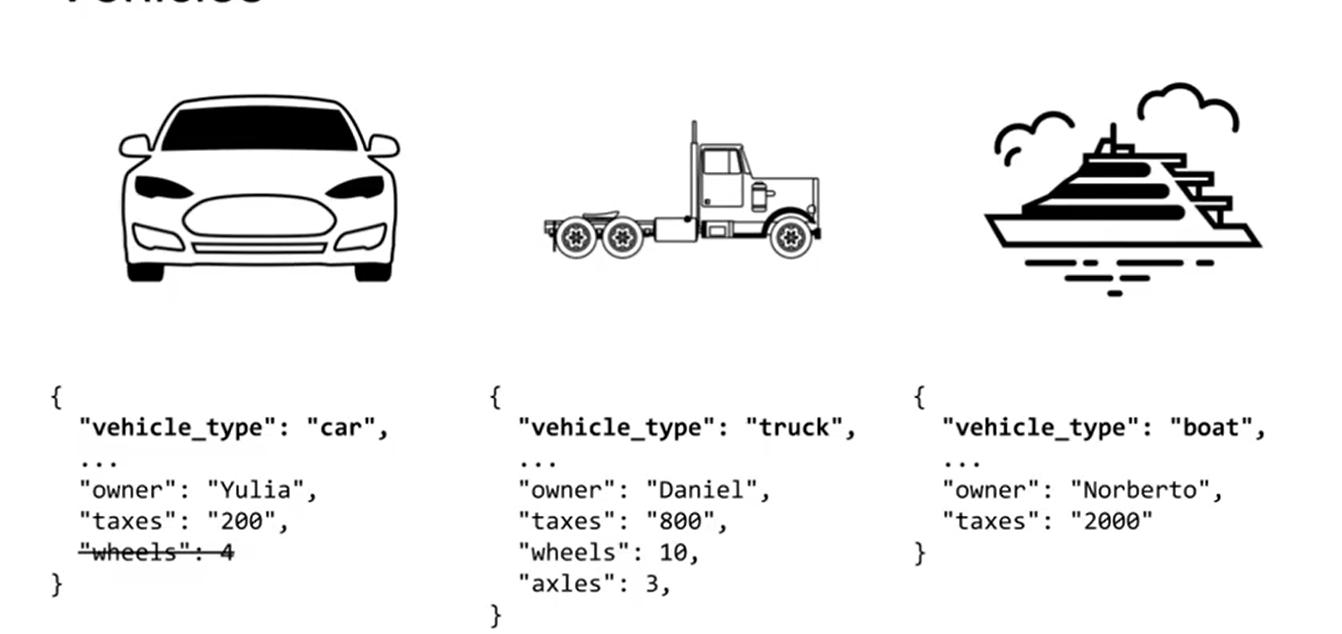 Vehicles
{
"vehicle_type": "car",
...
"owner": "Yulia",
"taxes": "200",
"wheels": 4
}
{
"vehicle_type": "truck",
...
"owner": "Daniel",
"taxes": "800",
"wheels": 10,
"axles": 3,
}
{
"vehicle_type": "boat",
...
"owner": "Norberto",
"taxes": "2000"
}